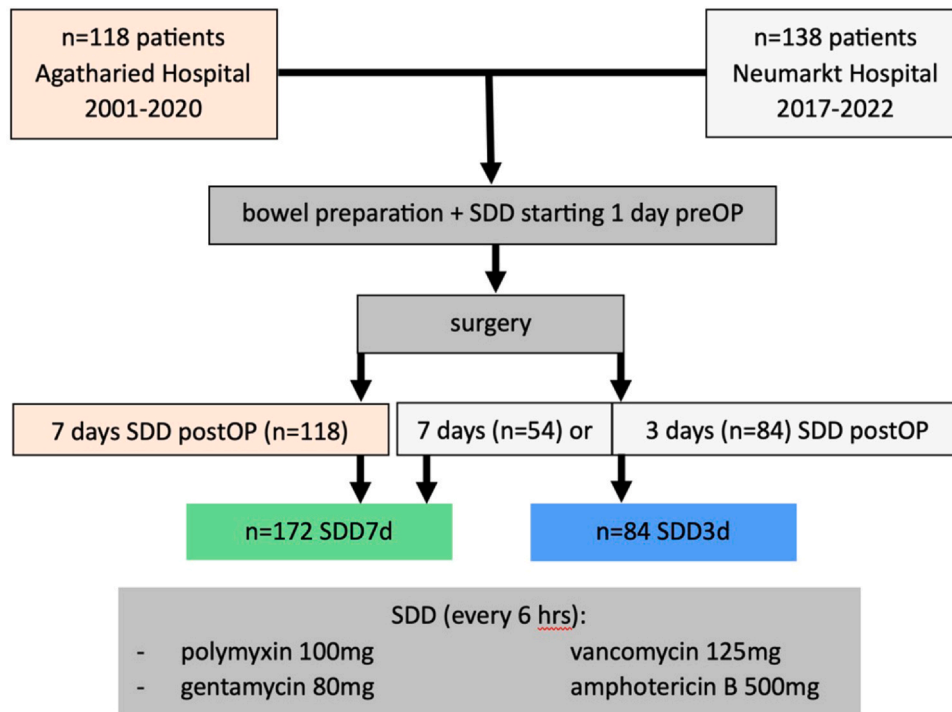 n=118 patients
Agatharied Hospital
2001-2020
n=138 patients
Neumarkt Hospital
2017-2022
bowel preparation + SDD starting 1 day preOP
surgery
7 days SDD postOP (n=118)
7 days (n=54) or
3 days (n=84) SDD postOP
n=172 SDD7d
n=84 SDD3d
SDD (every 6 hrs):
- polymyxin 100mg vancomycin 125mg
- gentamycin 80mg amphotericin B 500mg